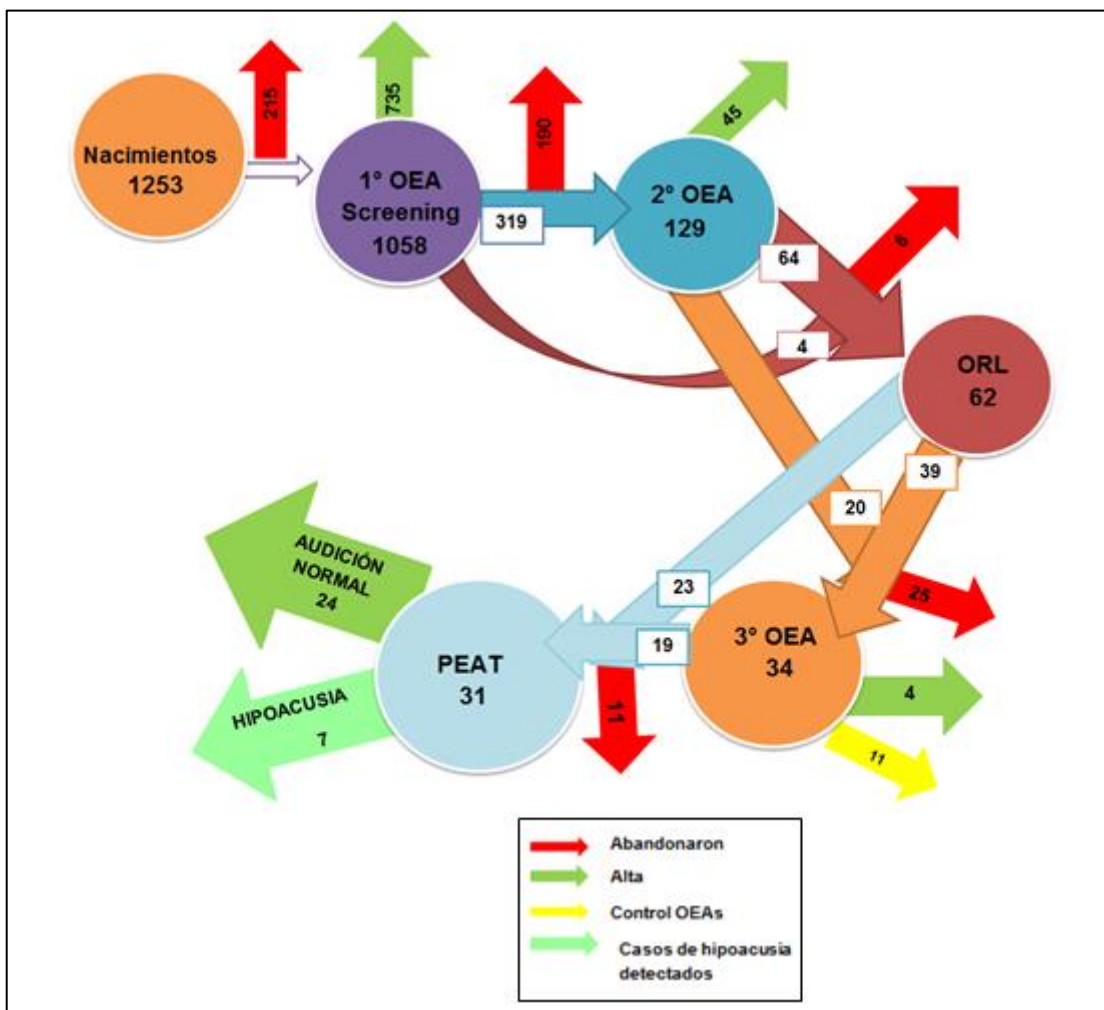 215
735
190
45
Nacimientos
1253
1° OEA
Screening
1058
319
2° OEA
129
64
6
4
ORL
62
39
20
AUDICIÓN
NORMAL
24
23
25
19
3° OEA
34
PEAT
31
4
HIPOACUSIA
7
11
11
Abandonaron
Alta
Control OEAs
Casos de hipoacusia
detectados